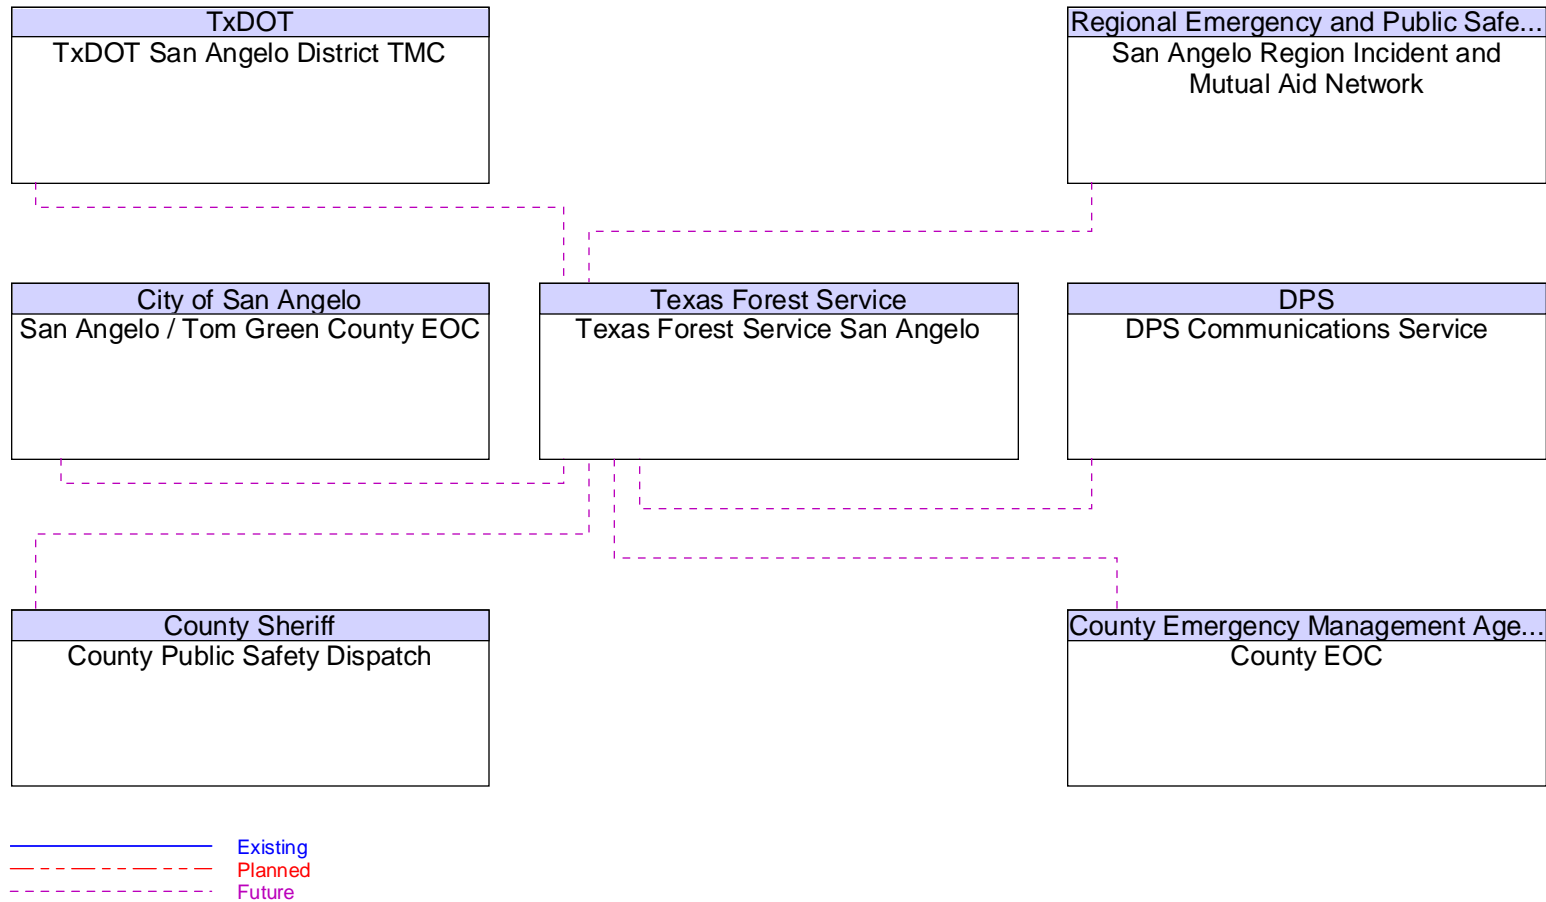 TxDOT
TxDOT San Angelo District TMC
Regional Emergency and Public Safe...
San Angelo Region Incident and
Mutual Aid Network
City of San Angelo
San Angelo / Tom Green County EOC
Texas Forest Service
Texas Forest Service San Angelo
DPS
DPS Communications Service
County Sheriff
County Public Safety Dispatch
County Emergency Management Age...
County EOC
Existing
Planned
Future